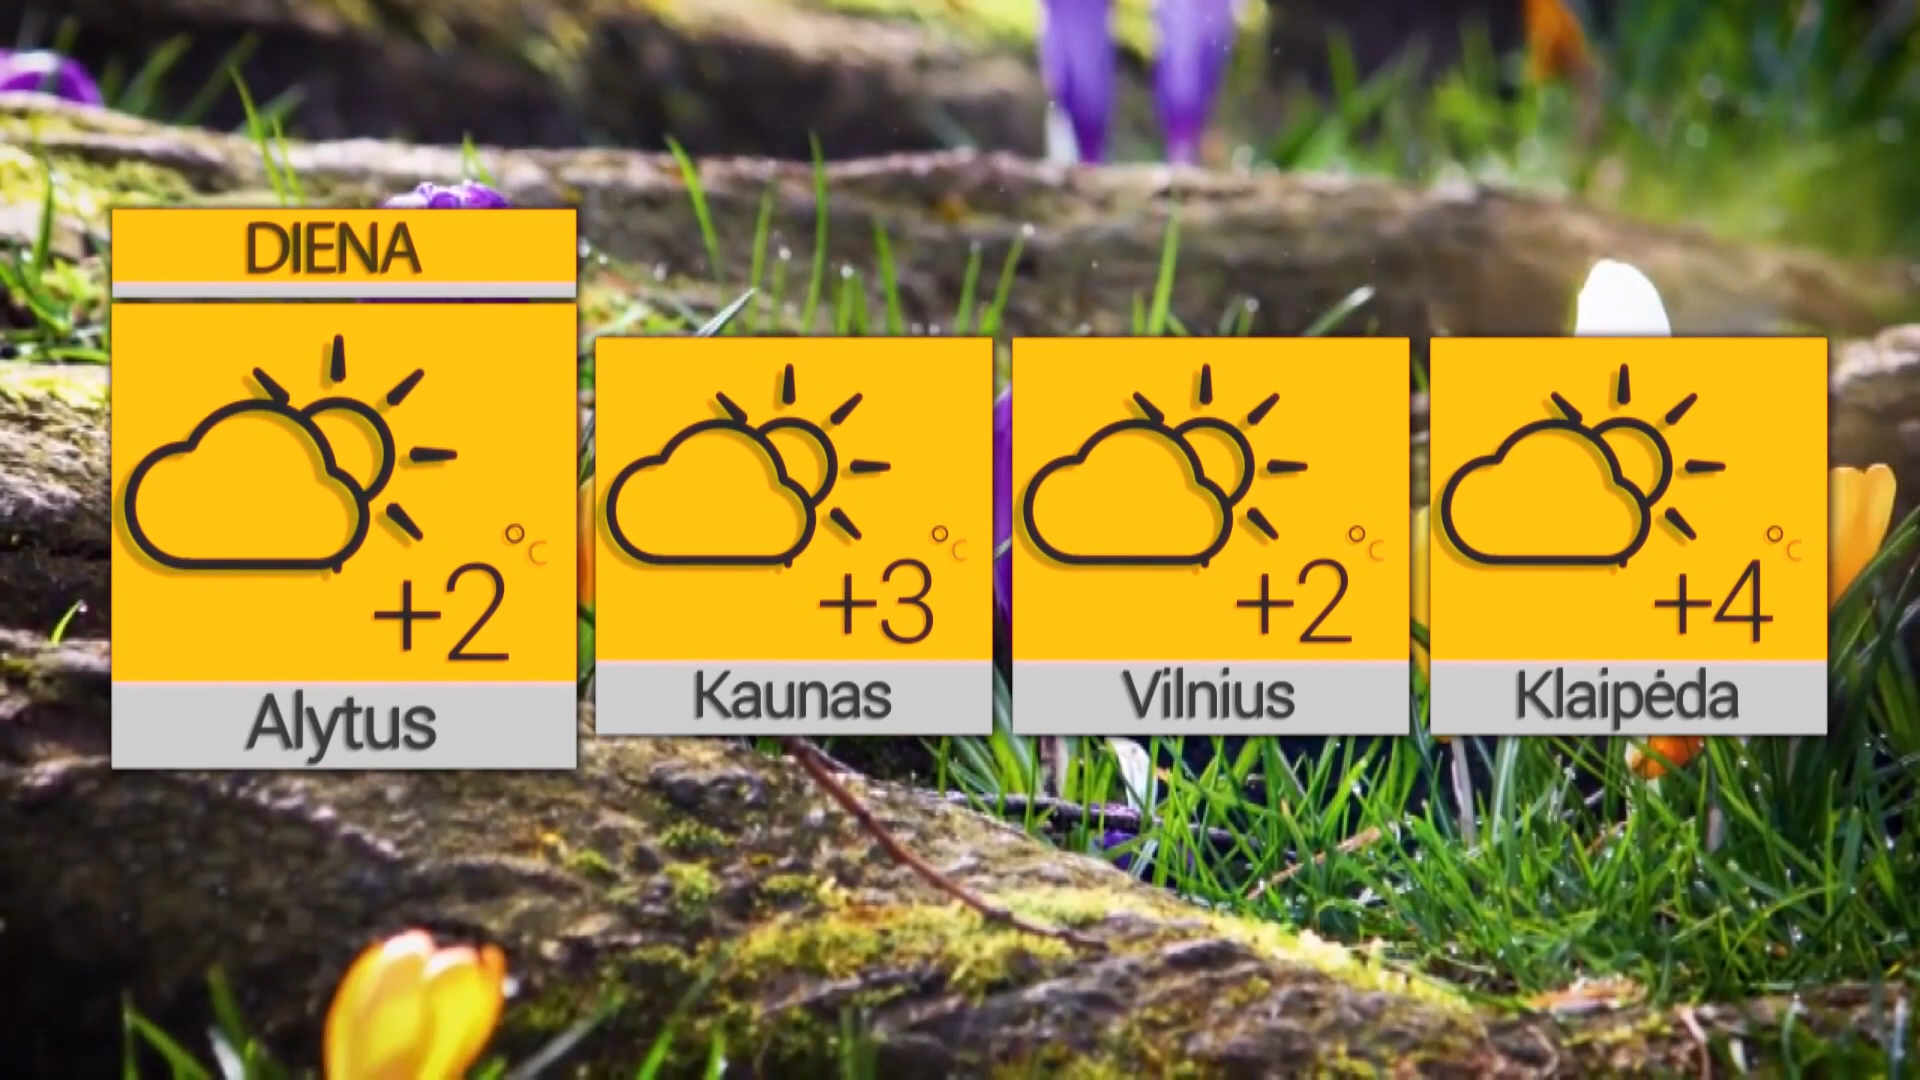 DIENA
+2 °C
Alytus
+3 °C
Kaunas
+2 °C
Vilnius
+4 °C
Klaipėda